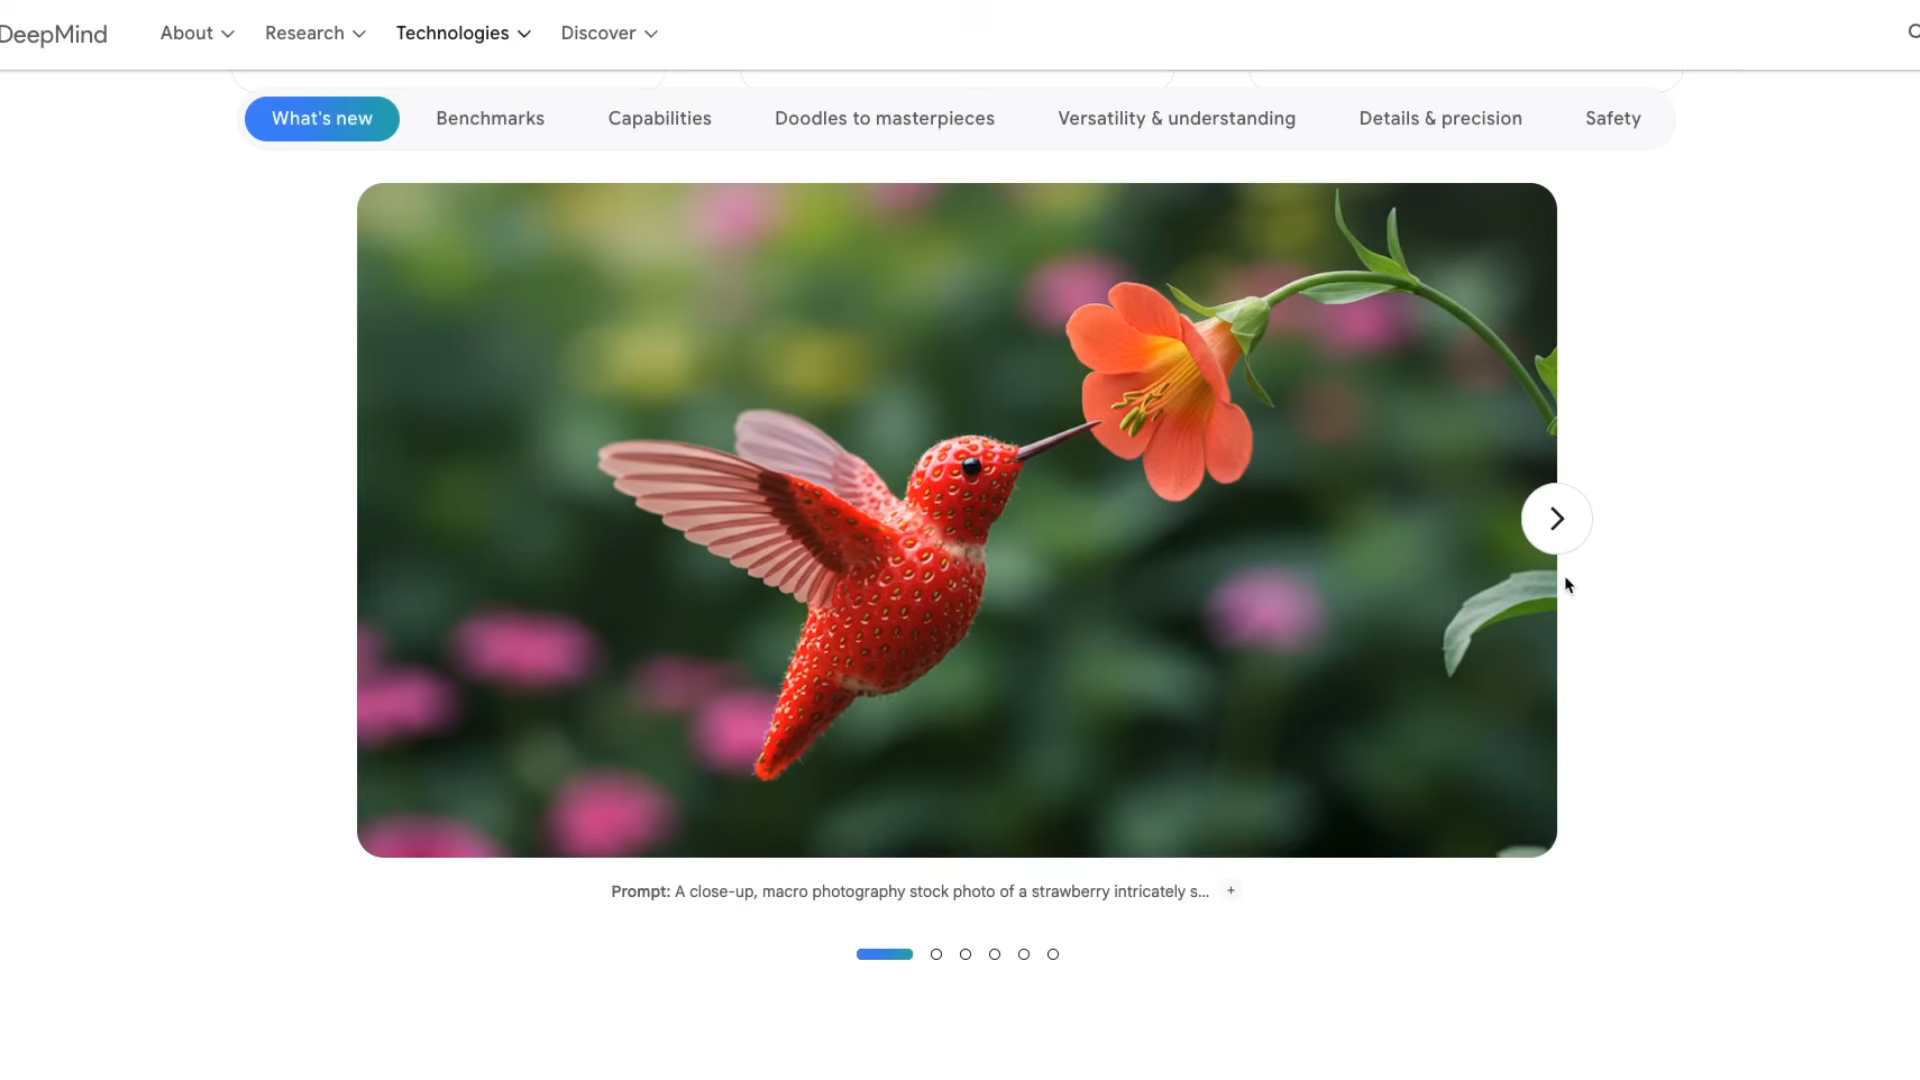 DeepMind About Research Technologies Discover
What's new Benchmarks Capabilities Doodles to masterpieces Versatility & understanding Details & precision Safety
Prompt: A close-up, macro photography stock photo of a strawberry intricately s... +